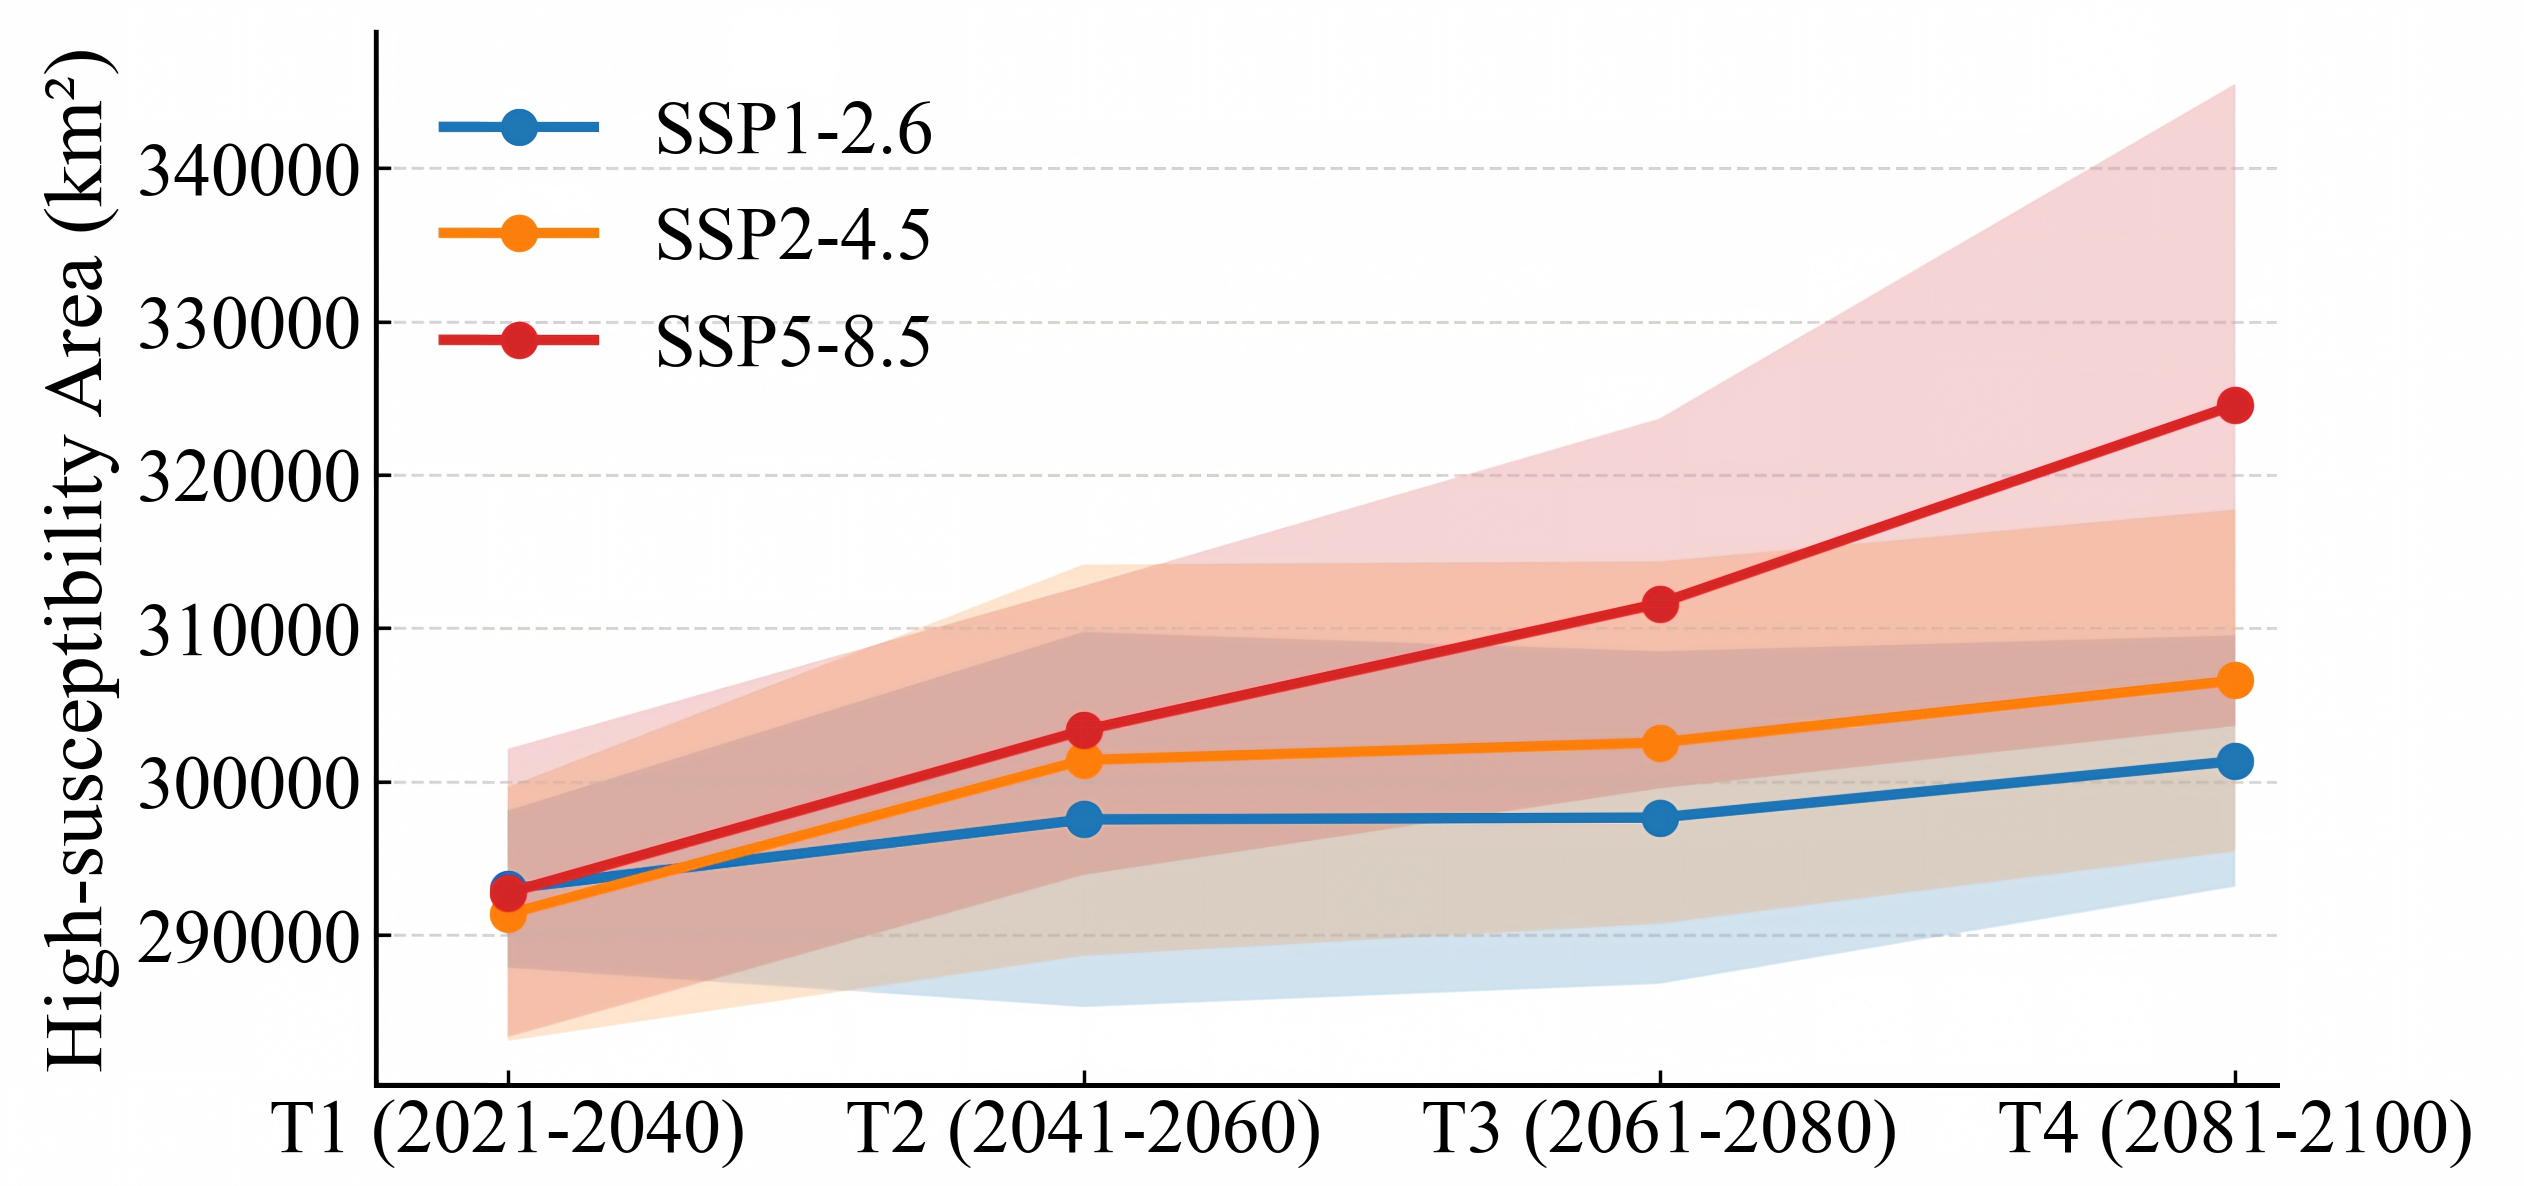 High-susceptibility Area (km²)
340000
330000
320000
310000
300000
290000
SSP1-2.6
SSP2-4.5
SSP5-8.5
T1 (2021-2040)
T2 (2041-2060)
T3 (2061-2080)
T4 (2081-2100)